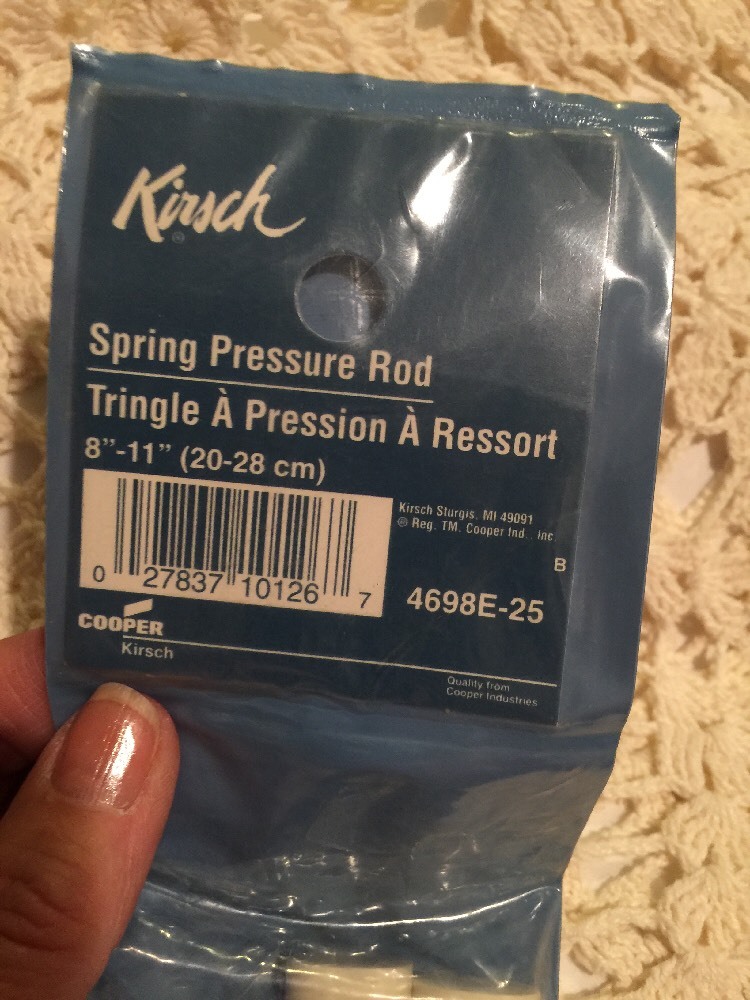 Kirsch
®
Spring Pressure Rod
Tringle À Pression À Ressort
8”-11” (20-28 cm)
Kirsch Sturgis, MI 49091
® Reg. TM. Cooper Ind., Inc.
B
0 27837 10126 7
4698E-25
COOPER
Kirsch
Quality from
Cooper Industries